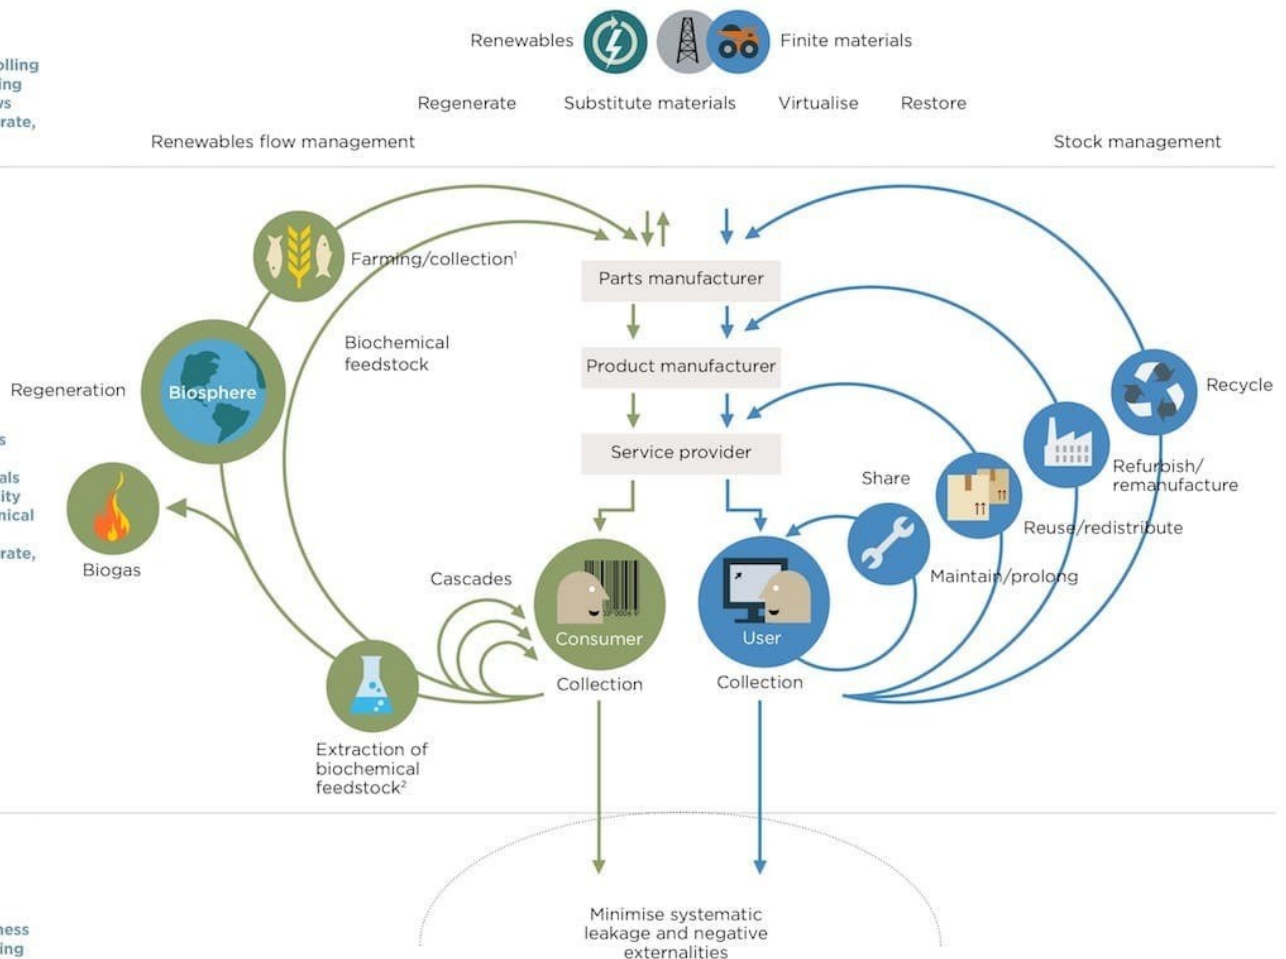 Renewables
Finite materials
Regenerate
Substitute materials
Virtualise
Restore
Renewables flow management
Stock management
Farming/collection¹
Parts manufacturer
Biochemical
feedstock
Product manufacturer
Regeneration
Biosphere
Recycle
Service provider
Refurbish/
remanufacture
Share
Reuse/redistribute
Biogas
Cascades
Maintain/prolong
Consumer
User
Collection
Collection
Extraction of
biochemical
feedstock²
Minimise systematic
leakage and negative
externalities